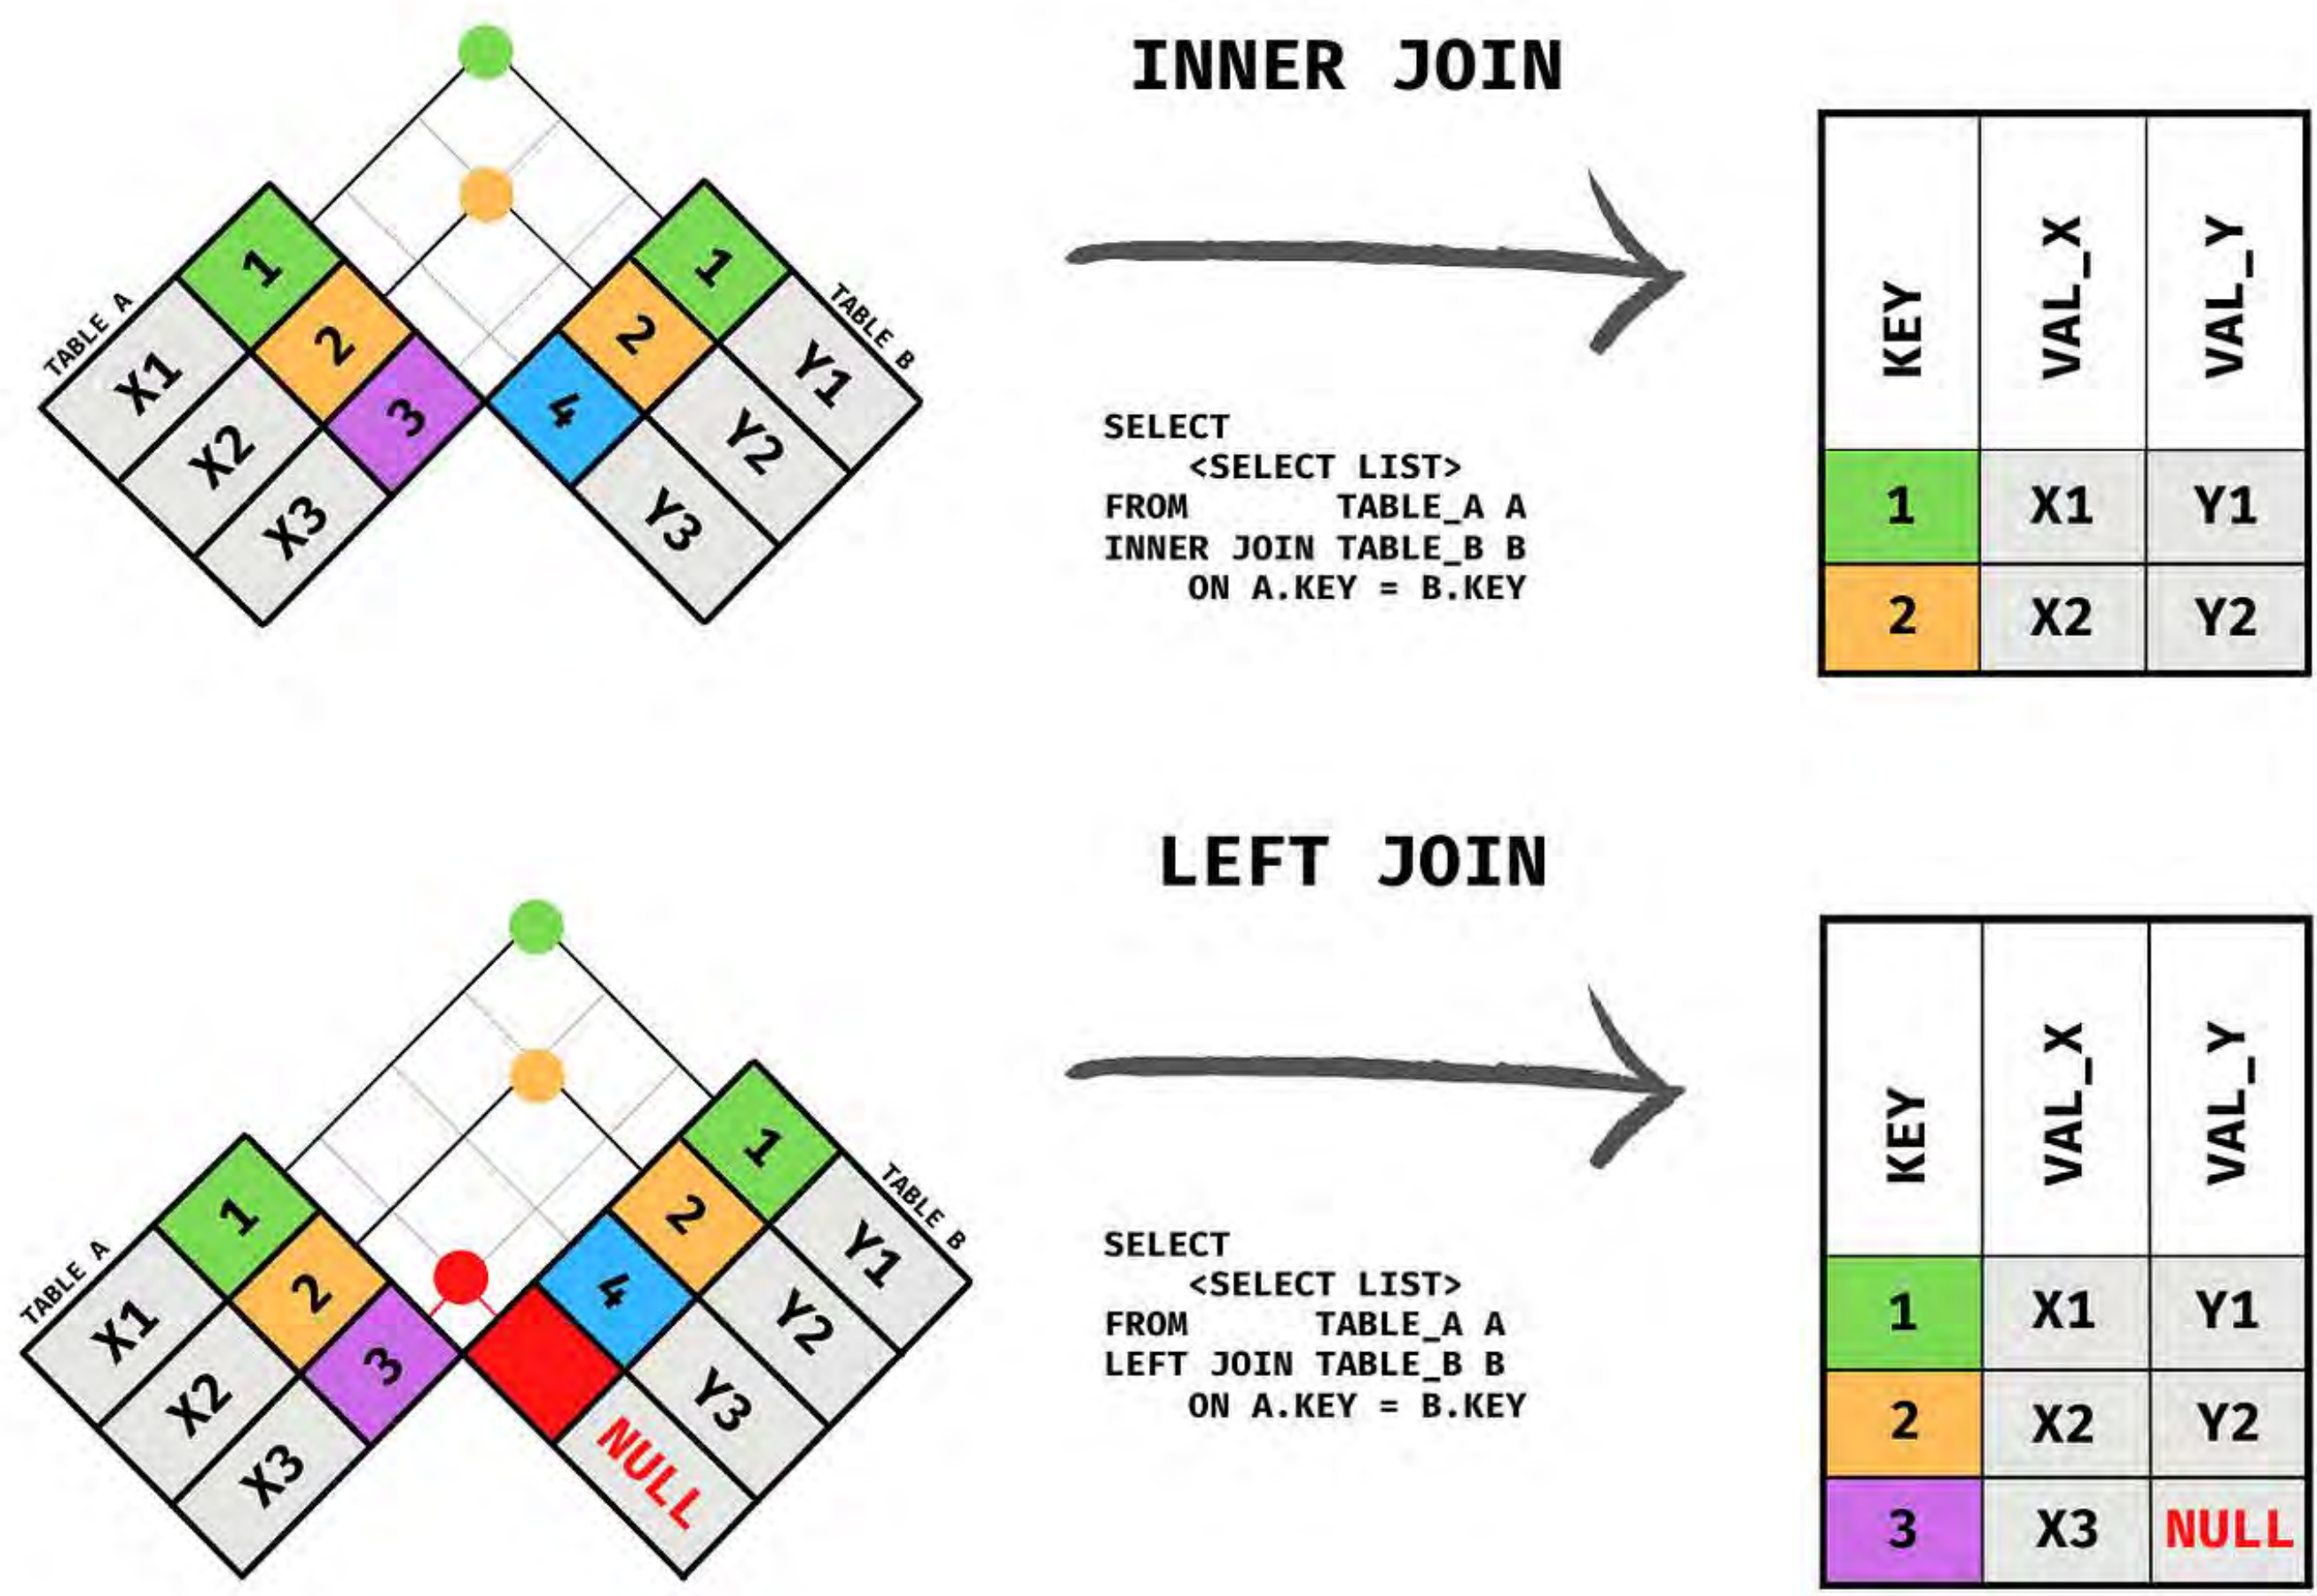 INNER JOIN
TABLE A
1
2
3
X1
X2
X3
TABLE B
1
2
4
Y1
Y2
Y3
SELECT
<SELECT LIST>
FROM TABLE_A A
INNER JOIN TABLE_B B
ON A.KEY = B.KEY
KEY VAL_X VAL_Y
1 X1 Y1
2 X2 Y2
LEFT JOIN
TABLE A
1
2
3
X1
X2
X3
TABLE B
1
2
4
Y1
Y2
Y3
NULL
SELECT
<SELECT LIST>
FROM TABLE_A A
LEFT JOIN TABLE_B B
ON A.KEY = B.KEY
KEY VAL_X VAL_Y
1 X1 Y1
2 X2 Y2
3 X3 NULL